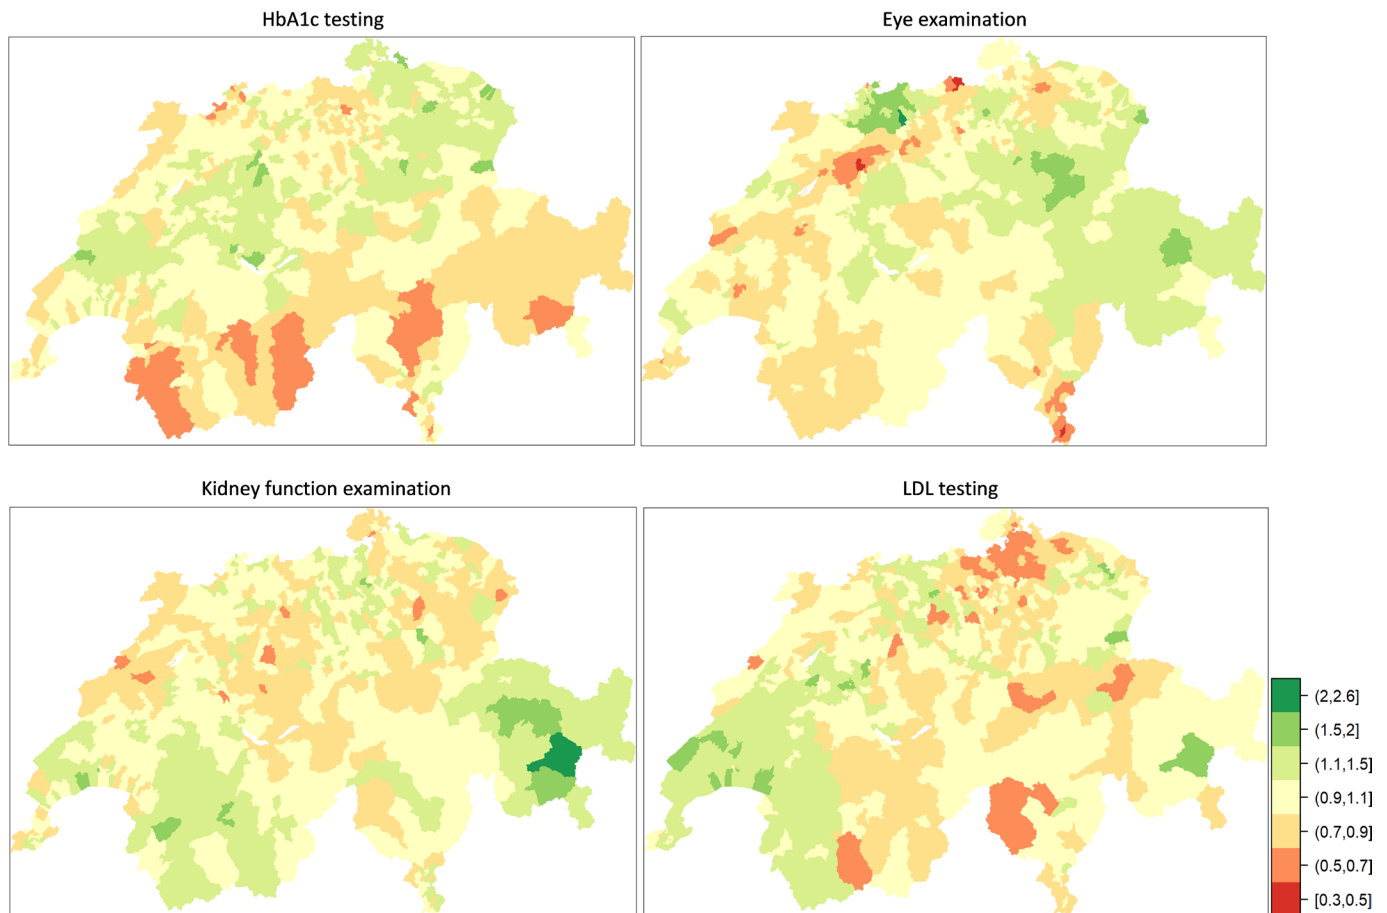 HbA1c testing
Eye examination
Kidney function examination
LDL testing
(2,2.6]
(1.5,2]
(1.1,1.5]
(0.9,1.1]
(0.7,0.9]
(0.5,0.7]
[0.3,0.5]